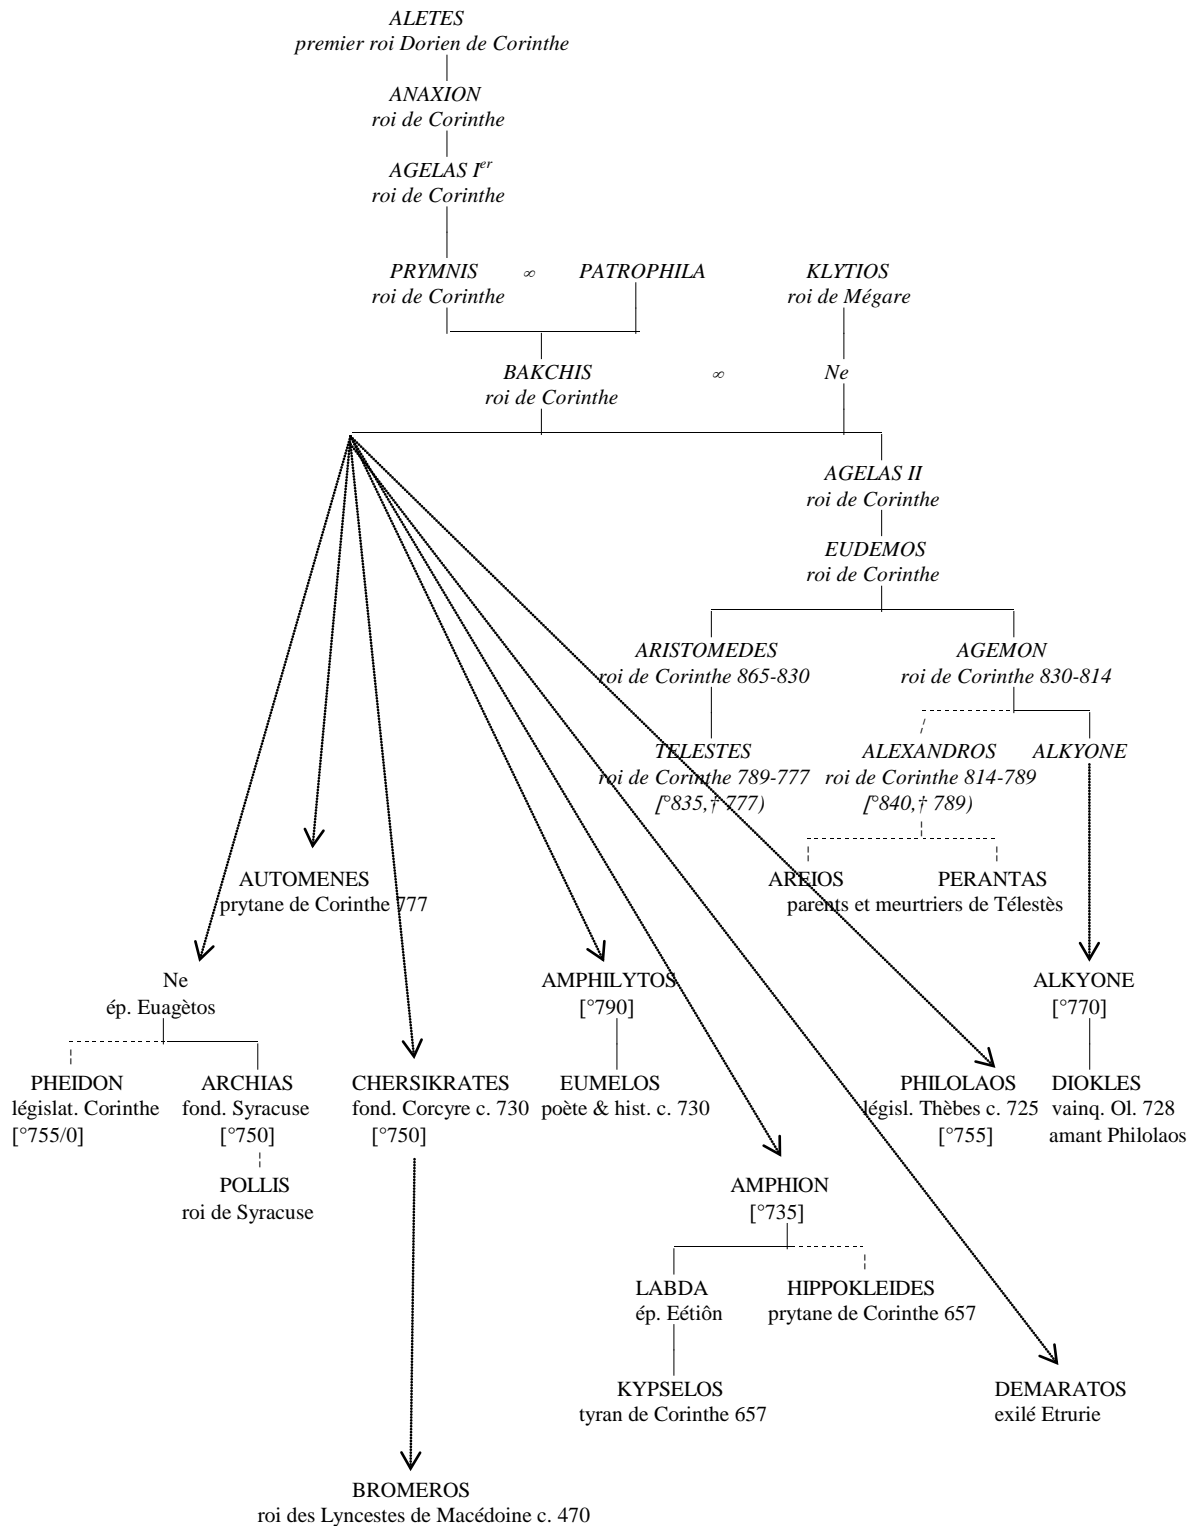 ALETES
premier roi Dorien de Corinthe
ANAXION
roi de Corinthe
AGELAS I^er
roi de Corinthe
PRYMNIS ∞ PATROPHILA KLYTIOS
roi de Corinthe roi de Mégare
BAKCHIS ∞ Ne
roi de Corinthe
AGELAS II
roi de Corinthe
EUDEMOS
roi de Corinthe
ARISTOMEDES AGEMON
roi de Corinthe 865-830 roi de Corinthe 830-814
TELESTES ALEXANDROS ALKYONE
roi de Corinthe 789-777 roi de Corinthe 814-789
[°835,† 777) [°840,† 789)
AUTOMENES AREIOS PERANTAS
prytane de Corinthe 777 parents et meurtriers de Télestès
Ne AMPHILYTOS ALKYONE
ép. Euagètos [°790] [°770]
PHEIDON ARCHIAS CHERSIKRATES EUMELOS PHILOLAOS DIOKLES
législat. Corinthe fond. Syracuse fond. Corcyre c. 730 poète & hist. c. 730 législ. Thèbes c. 725 vainq. Ol. 728
[°755/0] [°750] [°750] [°755] amant Philolaos
POLLIS AMPHION
roi de Syracuse [°735]
LABDA HIPPOKLEIDES
ép. Eétiôn prytane de Corinthe 657
KYPSELOS DEMARATOS
tyran de Corinthe 657 exilé Etrurie
BROMEROS
roi des Lyncestes de Macédoine c. 470